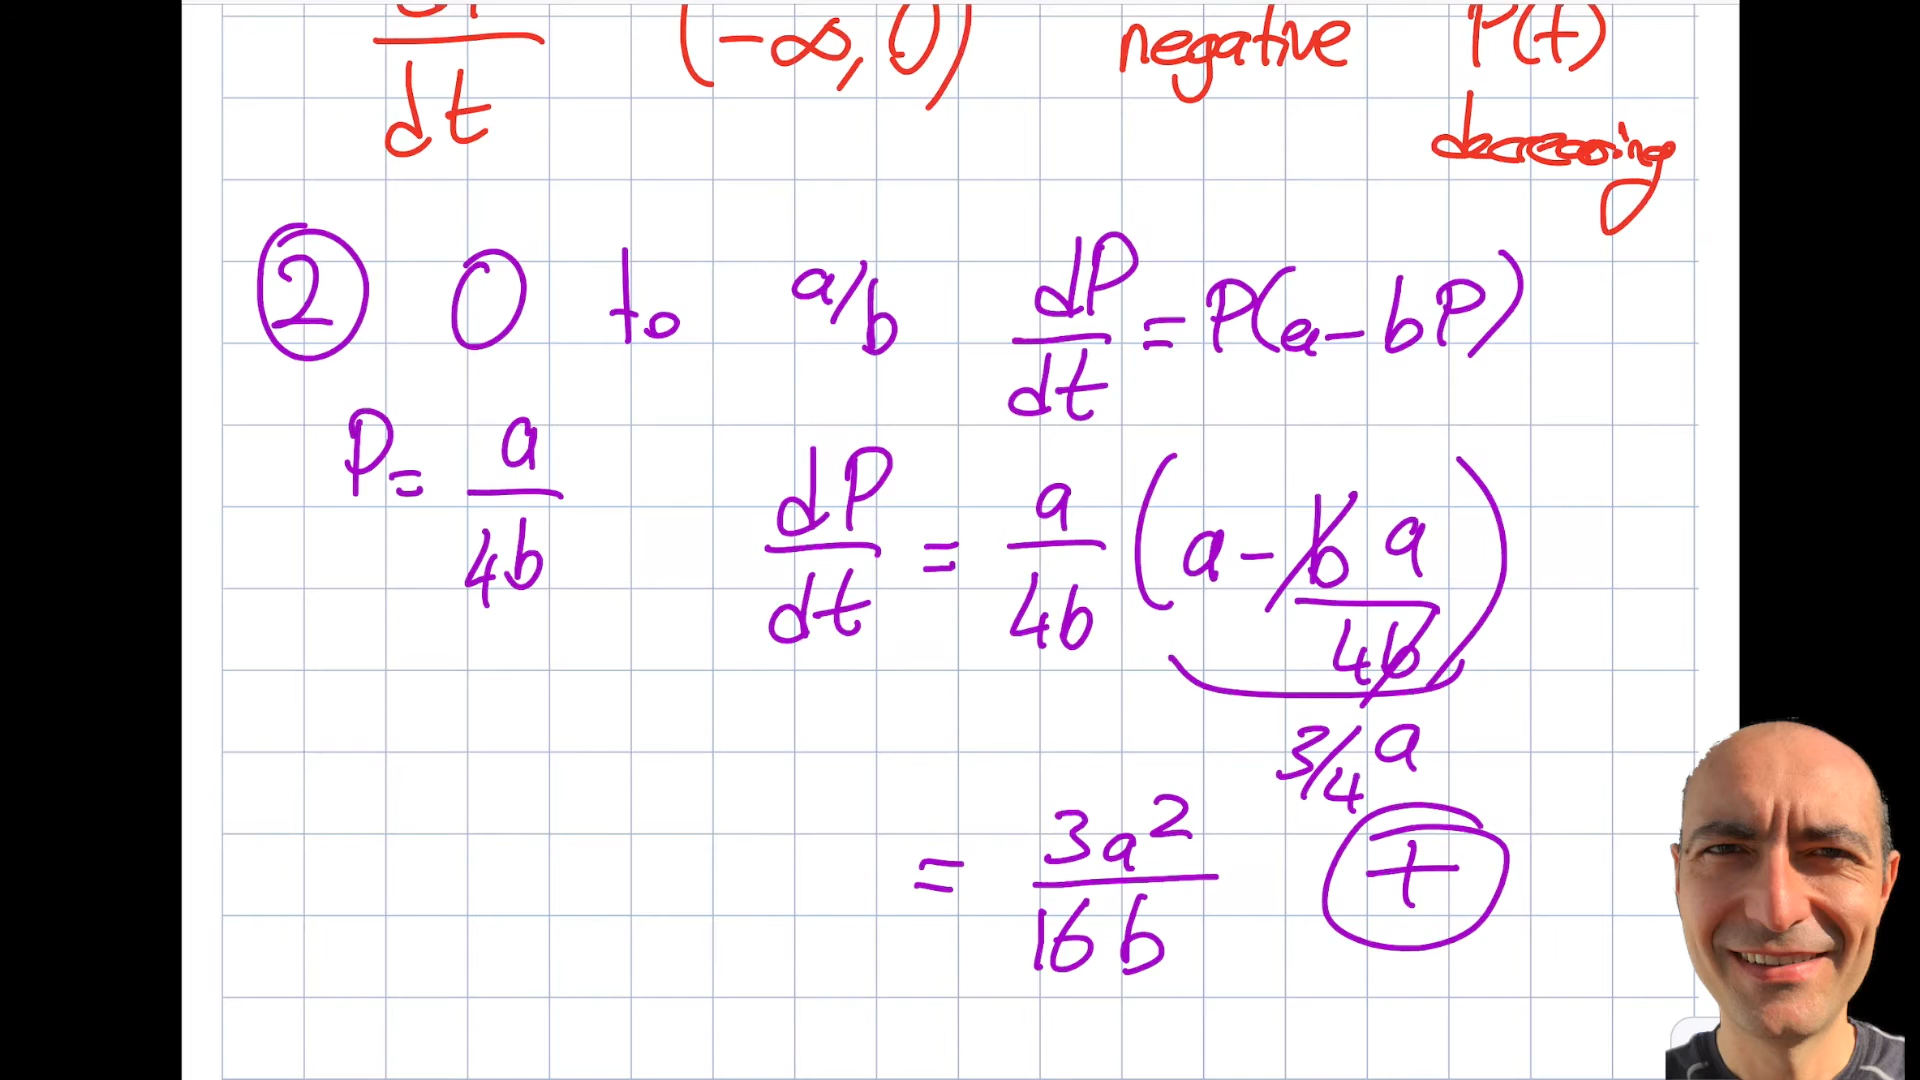 dt (-∞, 0) negative P(t)
decreasing
② 0 to a/b dP/dt = P(a - bP)
P = a/4b dP/dt = a/4b (a - b a/4b)
3/4 a
= 3a²/16b +